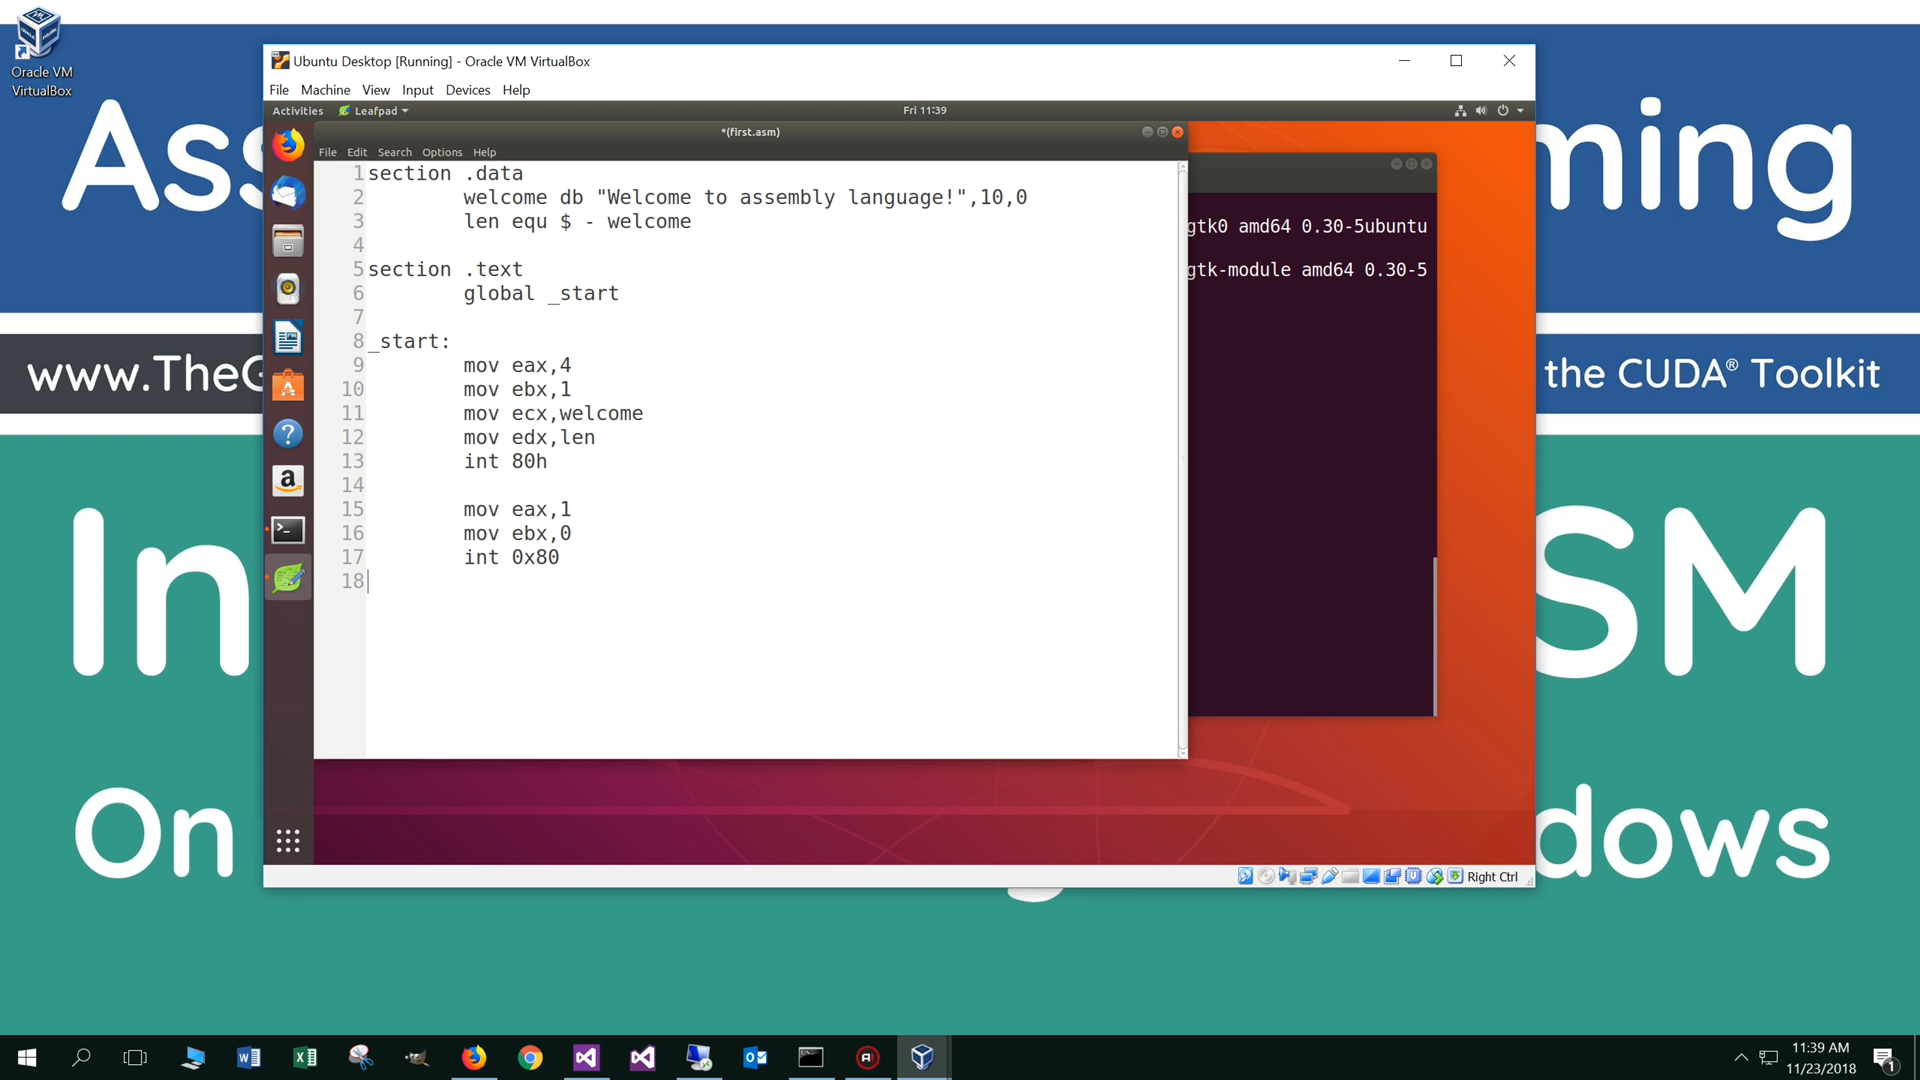 Oracle VM
VirtualBox
Ubuntu Desktop [Running] - Oracle VM VirtualBox
File Machine View Input Devices Help
Activities Leafpad Fri 11:39
*(first.asm)
File Edit Search Options Help
1 section .data
2 welcome db "Welcome to assembly language!",10,0
3 len equ $ - welcome
4
5 section .text
6 global _start
7
8 _start:
9 mov eax,4
10 mov ebx,1
11 mov ecx,welcome
12 mov edx,len
13 int 80h
14
15 mov eax,1
16 mov ebx,0
17 int 0x80
18
gtk0 amd64 0.30-5ubuntu
gtk-module amd64 0.30-5
Ass ming
www.TheG the CUDA® Toolkit
In SM
On dows
Right Ctrl
11:39 AM
11/23/2018
1